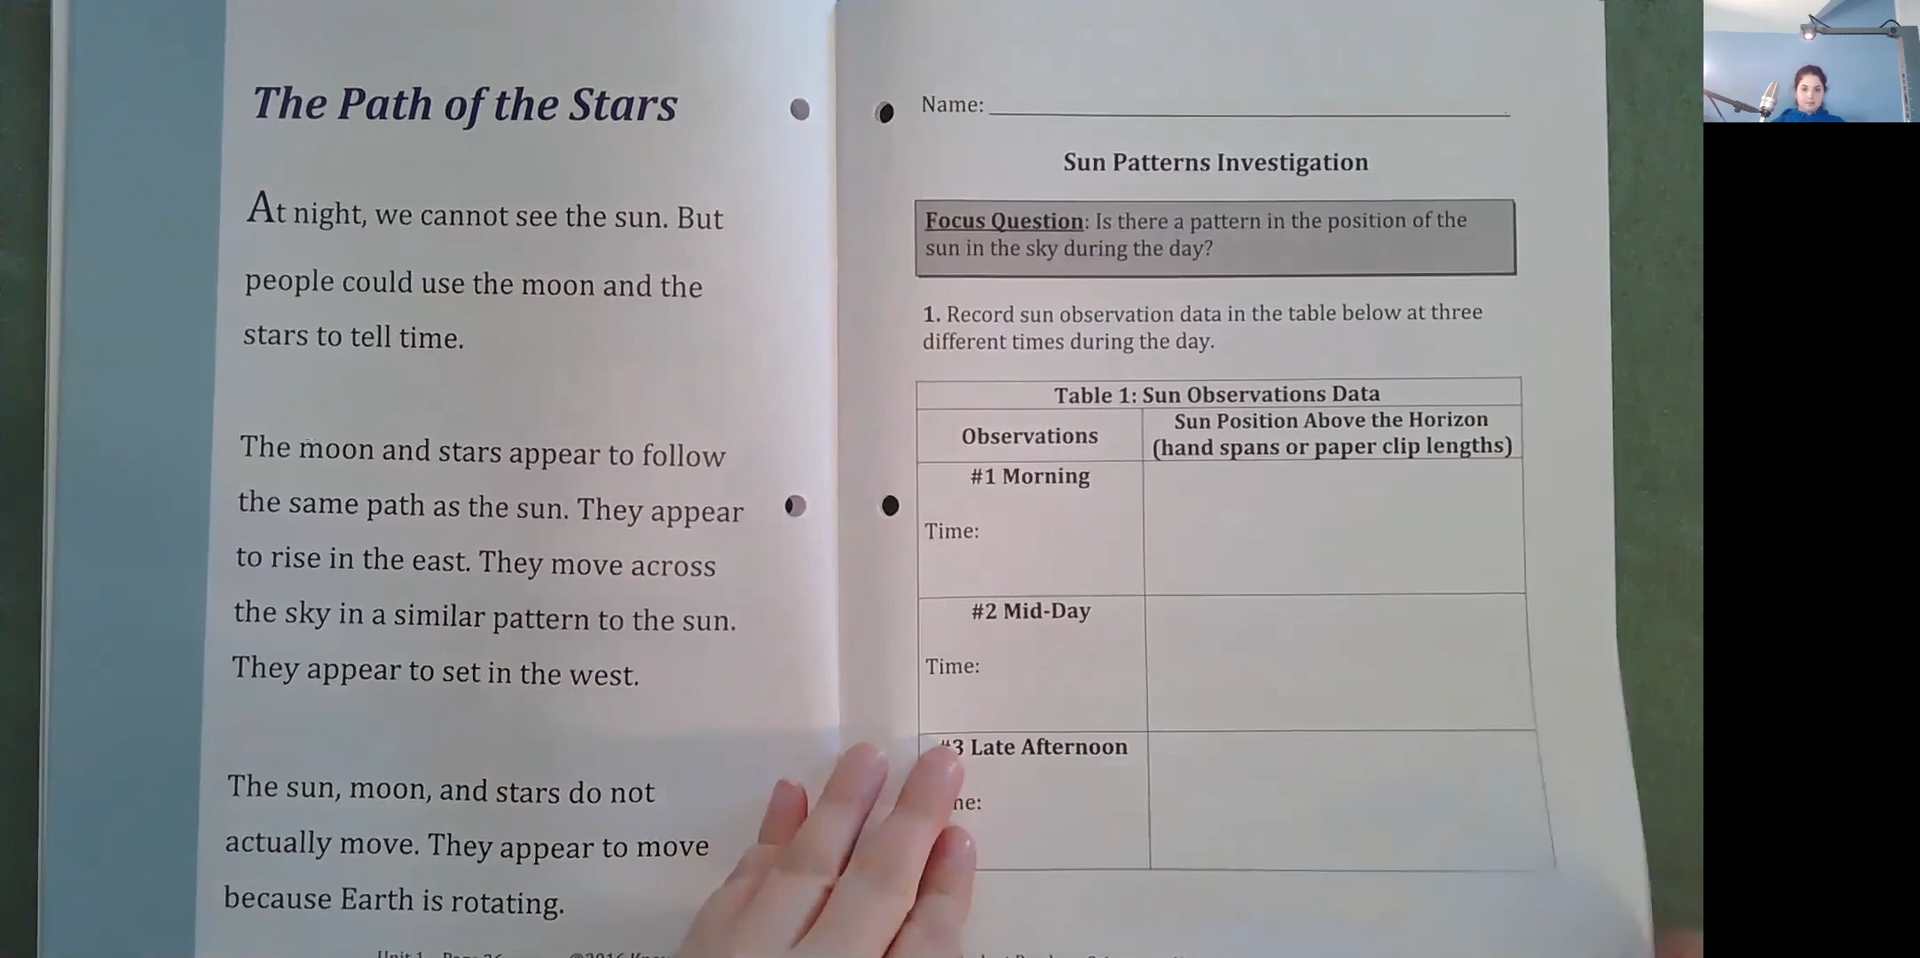 The Path of the Stars
At night, we cannot see the sun. But
people could use the moon and the
stars to tell time.
The moon and stars appear to follow
the same path as the sun. They appear
to rise in the east. They move across
the sky in a similar pattern to the sun.
They appear to set in the west.
The sun, moon, and stars do not
actually move. They appear to move
because Earth is rotating.
Name:
Sun Patterns Investigation
Focus Question: Is there a pattern in the position of the
sun in the sky during the day?
1. Record sun observation data in the table below at three
different times during the day.
Table 1: Sun Observations Data
Observations
Sun Position Above the Horizon
(hand spans or paper clip lengths)
#1 Morning
Time:
#2 Mid-Day
Time:
#3 Late Afternoon